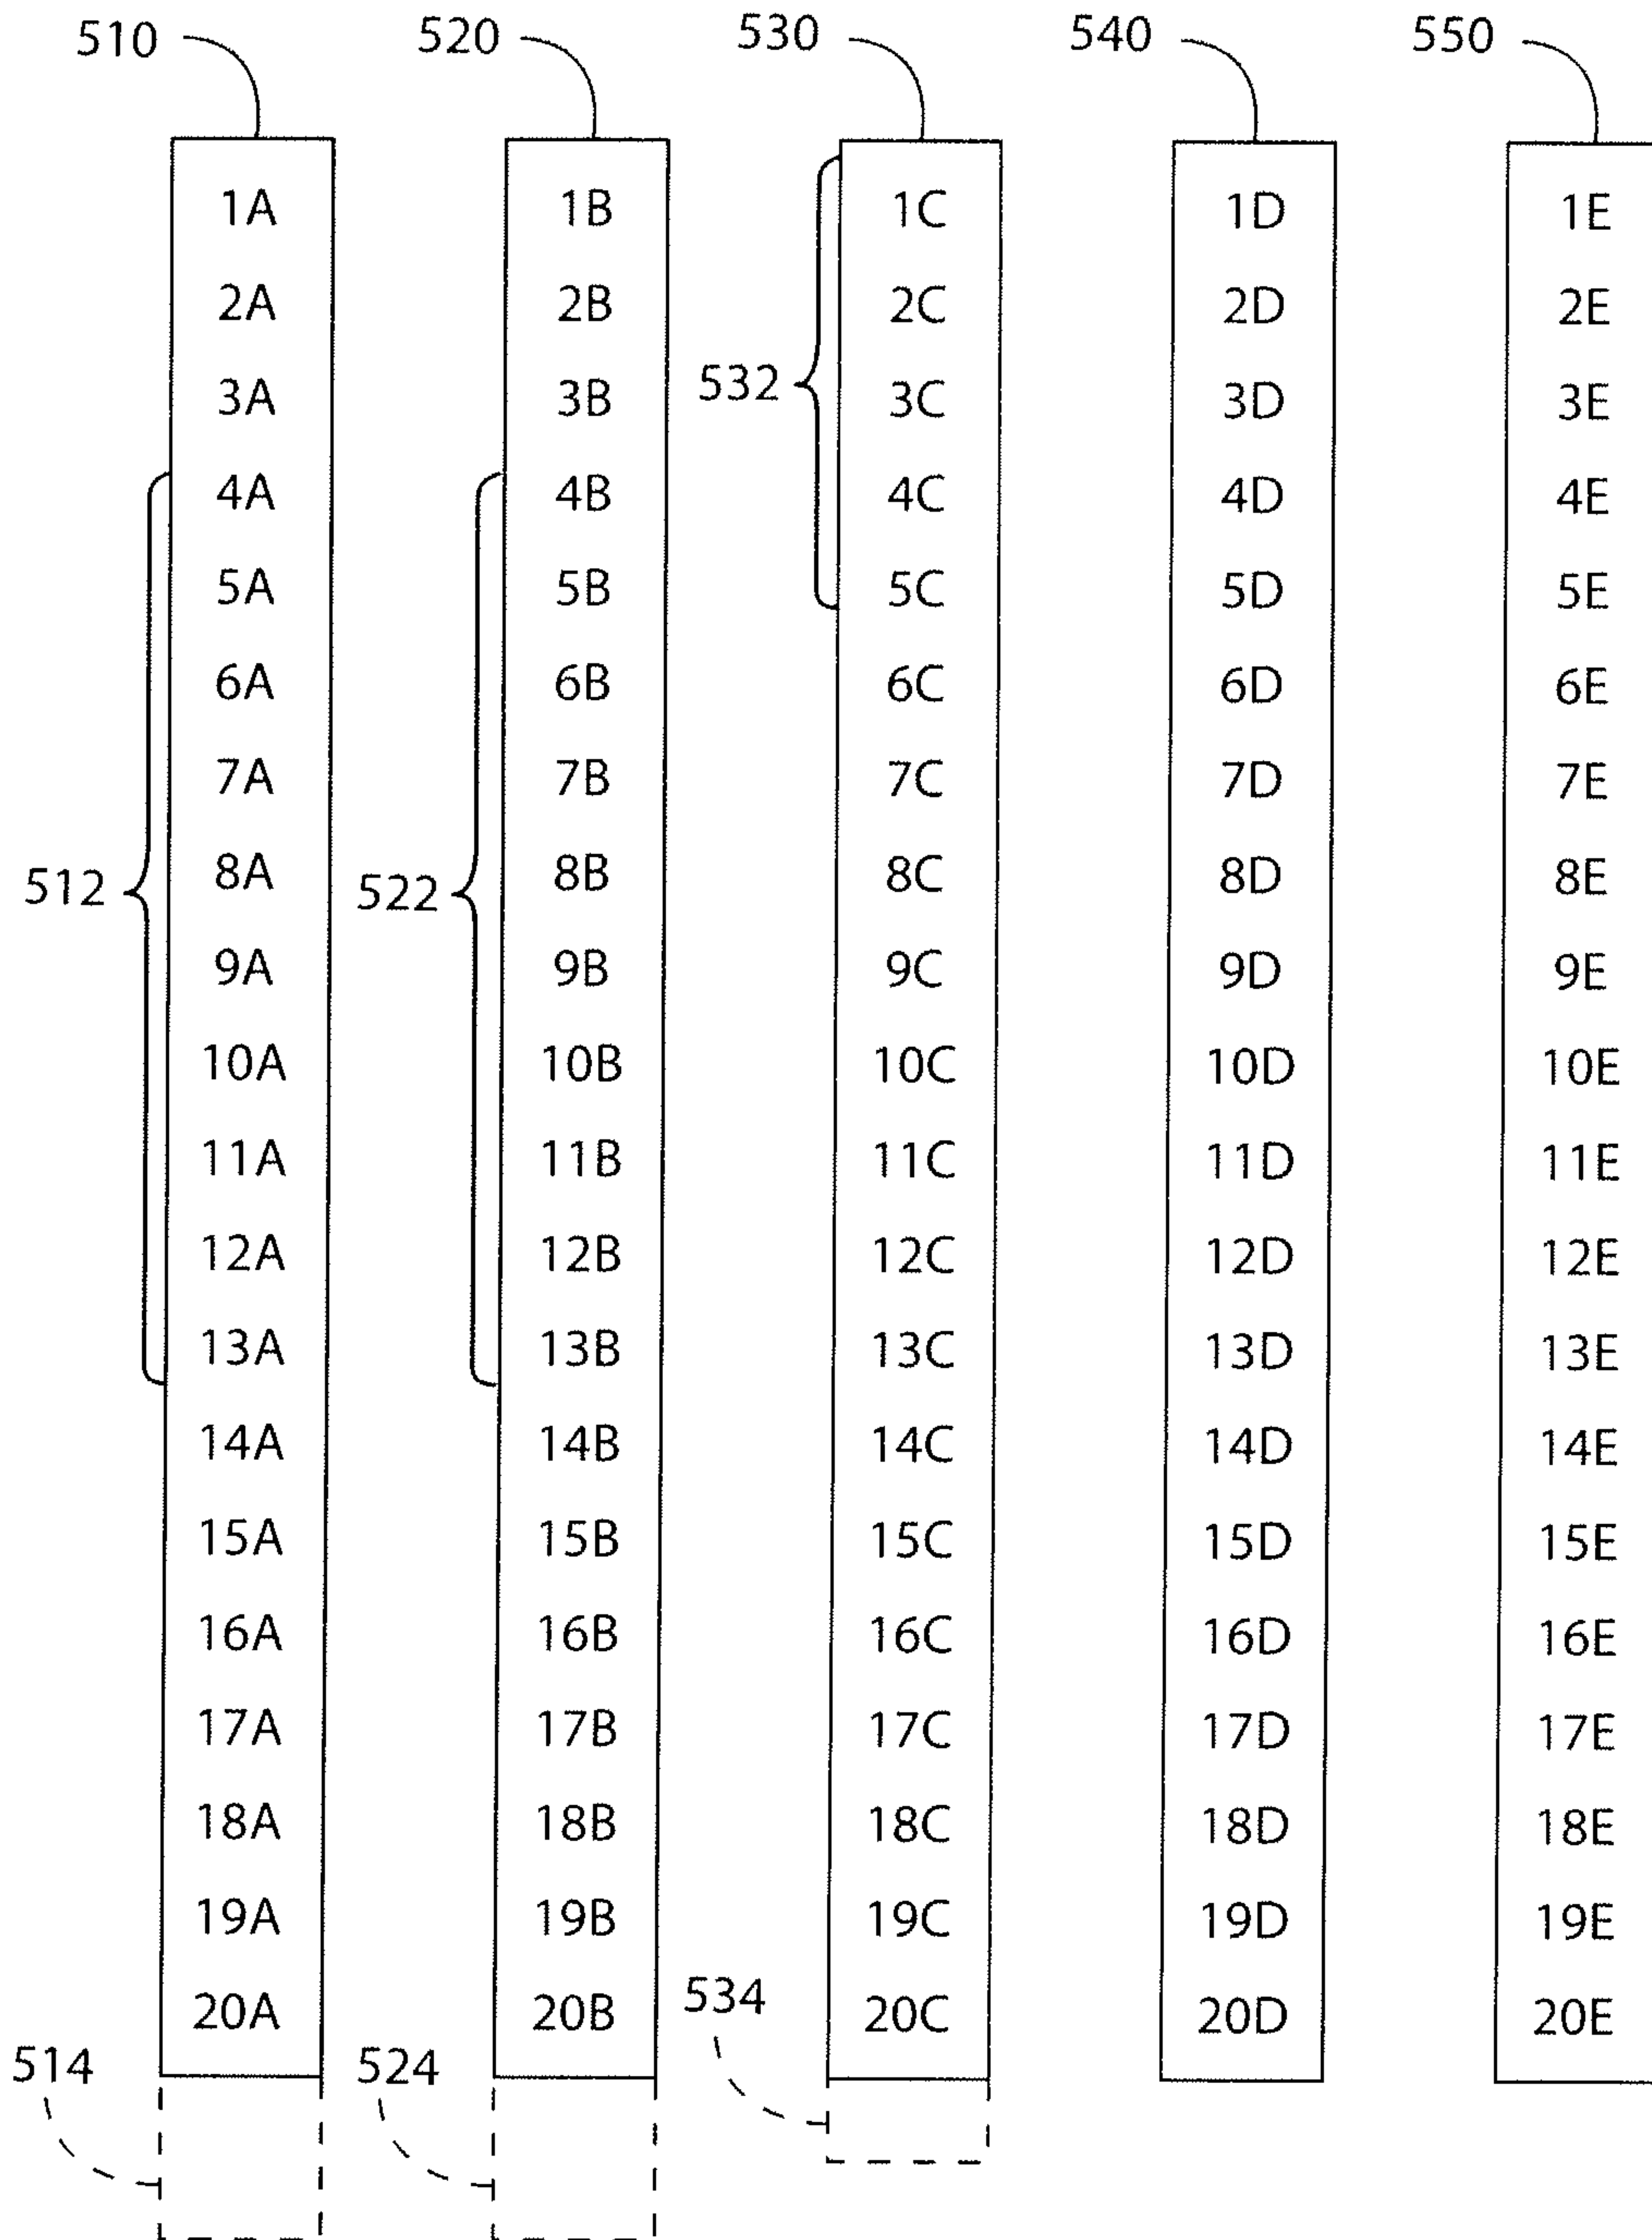 510 520 530 540 550
1A 1B 1C 1D 1E
2A 2B 2C 2D 2E
532
3A 3B 3C 3D 3E
4A 4B 4C 4D 4E
5A 5B 5C 5D 5E
6A 6B 6C 6D 6E
7A 7B 7C 7D 7E
8A 8B 8C 8D 8E
512 522
9A 9B 9C 9D 9E
10A 10B 10C 10D 10E
11A 11B 11C 11D 11E
12A 12B 12C 12D 12E
13A 13B 13C 13D 13E
14A 14B 14C 14D 14E
15A 15B 15C 15D 15E
16A 16B 16C 16D 16E
17A 17B 17C 17D 17E
18A 18B 18C 18D 18E
19A 19B 19C 19D 19E
534
20A 20B 20C 20D 20E
514 524